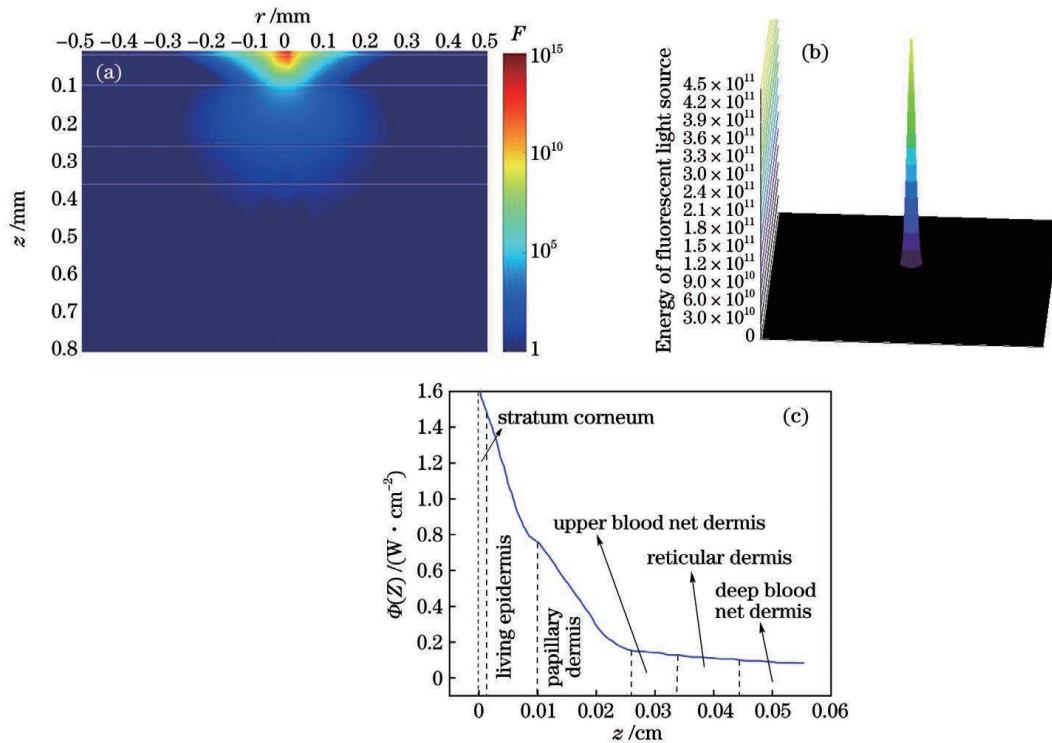 r /mm
−0.5 −0.4 −0.3 −0.2 −0.1 0 0.1 0.2 0.3 0.4 0.5
(a)
z /mm
0.1
0.2
0.3
0.4
0.5
0.6
0.7
0.8
F
10^15
10^10
10^5
1
(b)
Energy of fluorescent light source
4.5 × 10^11
4.2 × 10^11
3.9 × 10^11
3.6 × 10^11
3.3 × 10^11
3.0 × 10^11
2.7 × 10^11
2.4 × 10^11
2.1 × 10^11
1.8 × 10^11
1.5 × 10^11
1.2 × 10^11
9.0 × 10^10
6.0 × 10^10
3.0 × 10^10
0
(c)
Φ(Z) /(W · cm^−2)
1.6
1.4
1.2
1.0
0.8
0.6
0.4
0.2
0
stratum corneum
living epidermis
papillary
dermis
upper blood net dermis
reticular dermis
deep blood
net dermis
0 0.01 0.02 0.03 0.04 0.05 0.06
z /cm